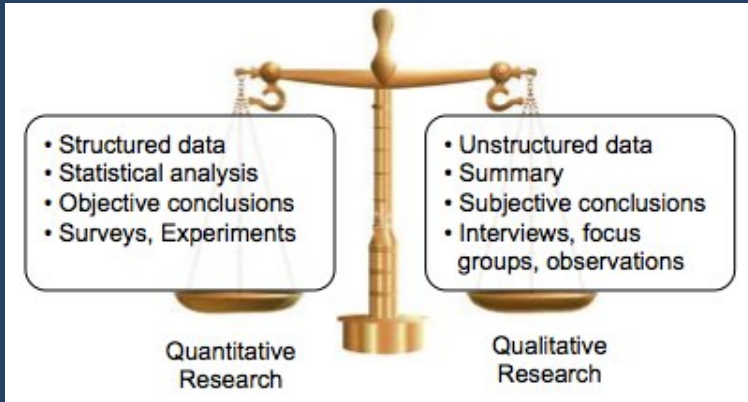 • Structured data
• Statistical analysis
• Objective conclusions
• Surveys, Experiments
Quantitative
Research
• Unstructured data
• Summary
• Subjective conclusions
• Interviews, focus
groups, observations
Qualitative
Research